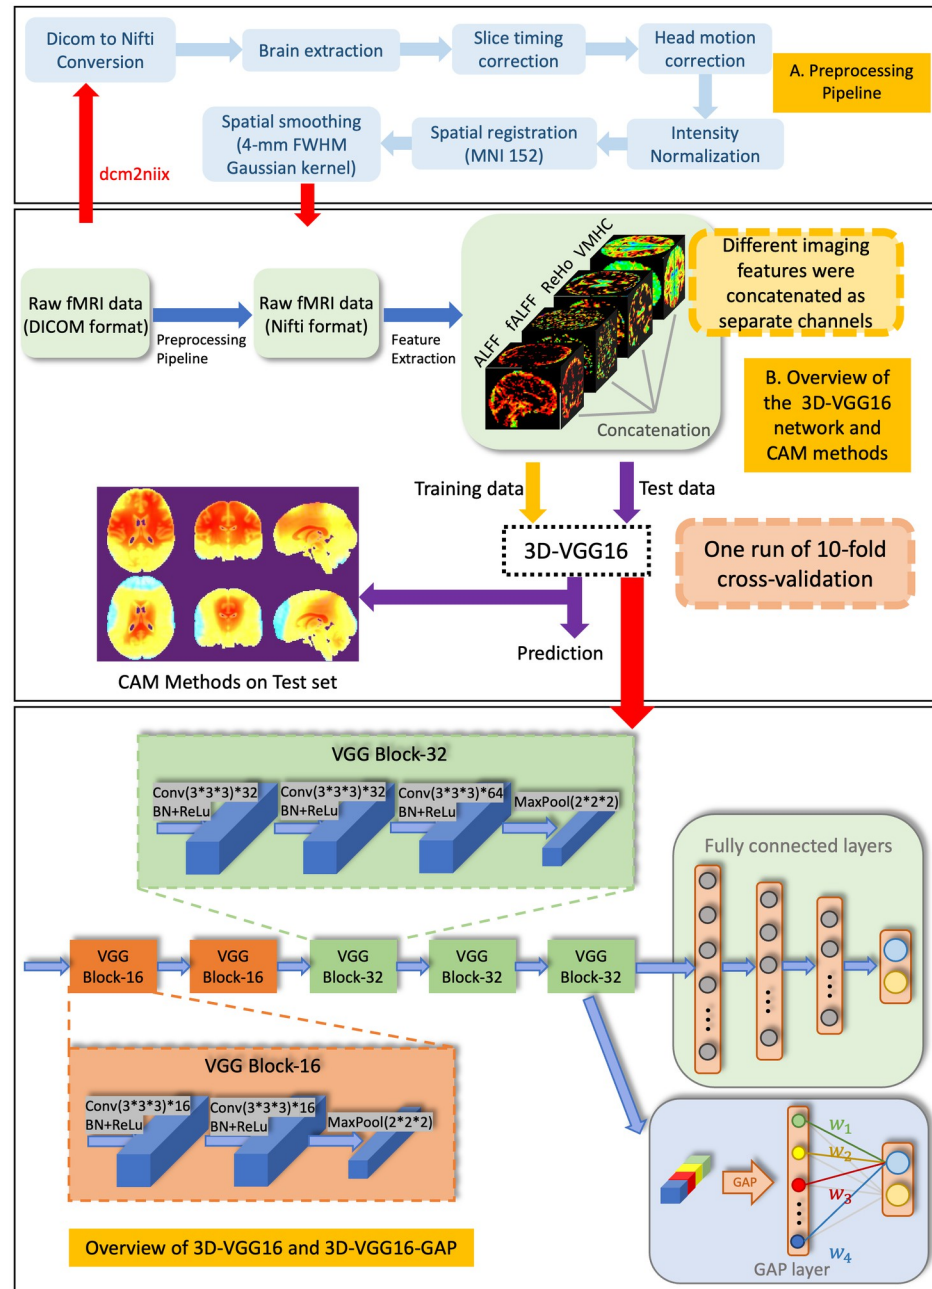 Dicom to Nifti
Conversion
Brain extraction
Slice timing
correction
Head motion
correction
A. Preprocessing
Pipeline
Spatial smoothing
(4-mm FWHM
Gaussian kernel)
Spatial registration
(MNI 152)
Intensity
Normalization
dcm2niix
Raw fMRI data
(DICOM format)
Preprocessing
Pipeline
Raw fMRI data
(Nifti format)
Feature
Extraction
ALFF
fALFF
ReHo
VMHC
Concatenation
Different imaging
features were
concatenated as
separate channels
B. Overview of
the 3D-VGG16
network and
CAM methods
Training data
Test data
3D-VGG16
One run of 10-fold
cross-validation
Prediction
CAM Methods on Test set
VGG Block-32
Conv(3*3*3)*32
BN+ReLu
Conv(3*3*3)*32
BN+ReLu
Conv(3*3*3)*64
BN+ReLu
MaxPool(2*2*2)
Fully connected layers
VGG
Block-16
VGG
Block-16
VGG
Block-32
VGG
Block-32
VGG
Block-32
VGG Block-16
Conv(3*3*3)*16
BN+ReLu
Conv(3*3*3)*16
BN+ReLu
MaxPool(2*2*2)
GAP
w1
w2
w3
w4
GAP layer
Overview of 3D-VGG16 and 3D-VGG16-GAP